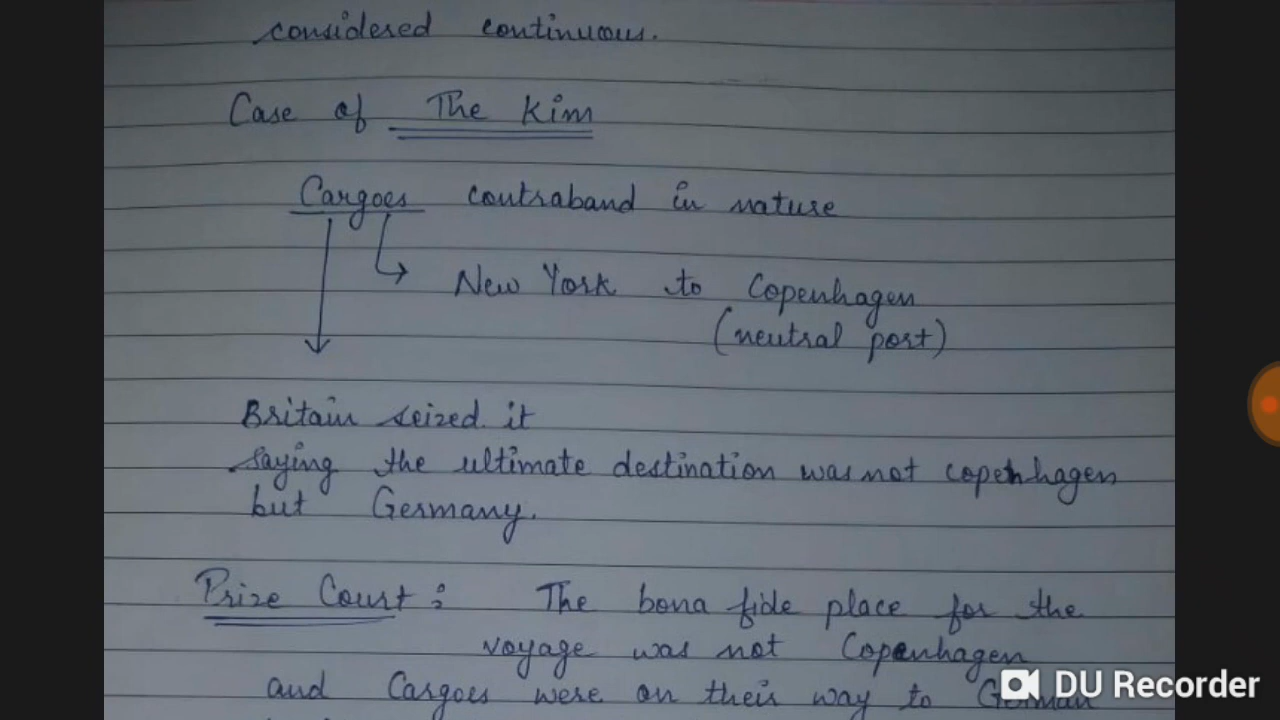 considered continuous.
Case of The Kim
Cargoes contraband in nature
New York to Copenhagen
(neutral port)
Britain seized it
saying the ultimate destination was not copenhagen
but Germany.
Prize Court : The bona fide place for the
voyage was not Copenhagen
and Cargoes were on their way to German
DU Recorder